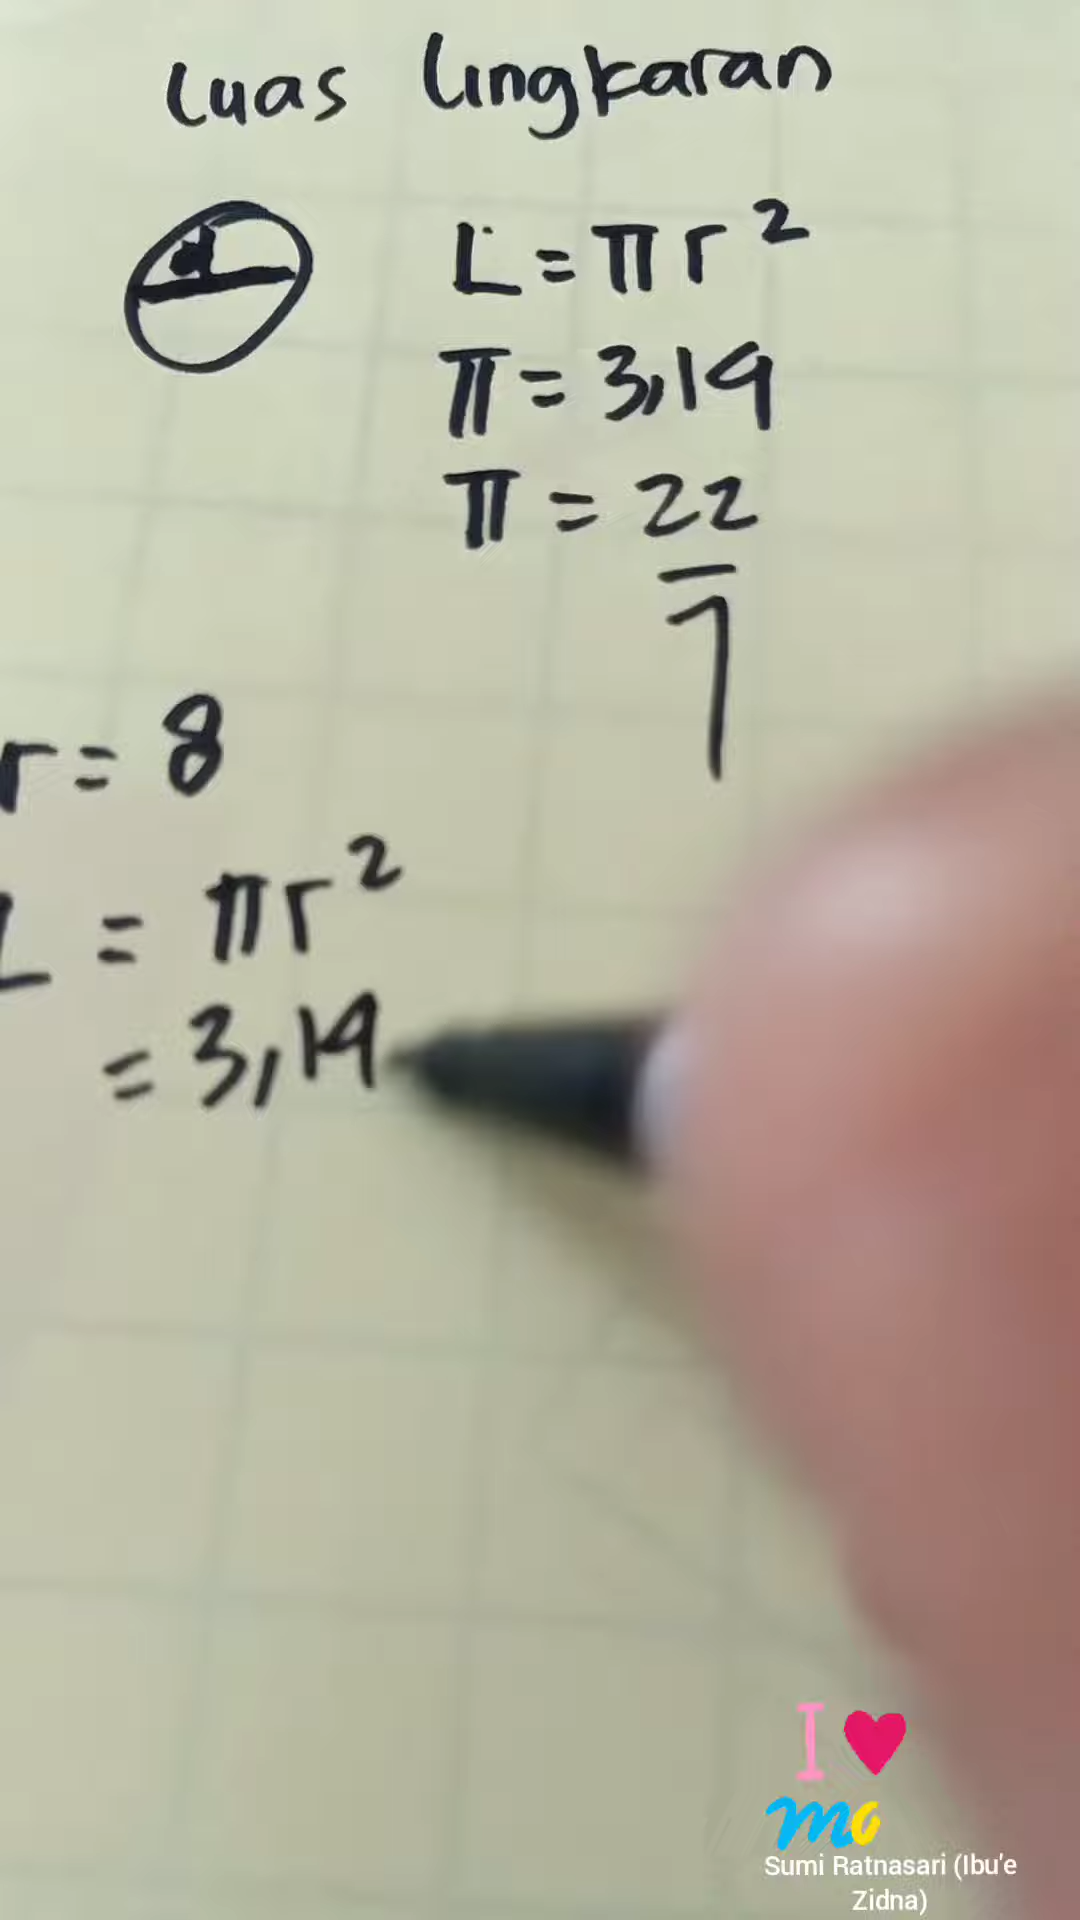 Luas Lingkaran
d
L = πr²
π = 3,14
π = 22
7
r = 8
L = πr²
= 3,14
I ❤
mo
Sumi Ratnasari (Ibu'e
Zidna)